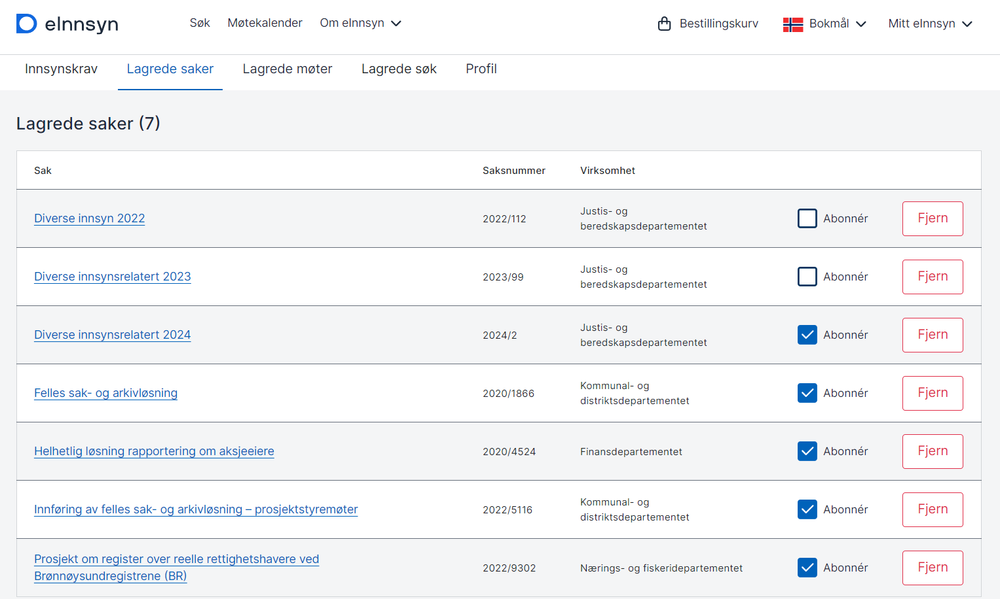 eInnsyn
Søk Møtekalender Om eInnsyn
Bestillingskurv Bokmål Mitt eInnsyn
Innsynskrav Lagrede saker Lagrede møter Lagrede søk Profil
Lagrede saker (7)
Sak Saksnummer Virksomhet
Diverse innsyn 2022 2022/112 Justis- og
beredskapsdepartementet
Abonnér Fjern
Diverse innsynsrelatert 2023 2023/99 Justis- og
beredskapsdepartementet
Abonnér Fjern
Diverse innsynsrelatert 2024 2024/2 Justis- og
beredskapsdepartementet
Abonnér Fjern
Felles sak- og arkivløsning 2020/1866 Kommunal- og
distriktsdepartementet
Abonnér Fjern
Helhetlig løsning rapportering om aksjeeiere 2020/4524 Finansdepartementet Abonnér Fjern
Innføring av felles sak- og arkivløsning – prosjektstyremøter 2022/5116 Kommunal- og
distriktsdepartementet
Abonnér Fjern
Prosjekt om register over reelle rettighetshavere ved
Brønnøysundregistrene (BR)
2022/9302 Nærings- og fiskeridepartementet Abonnér Fjern